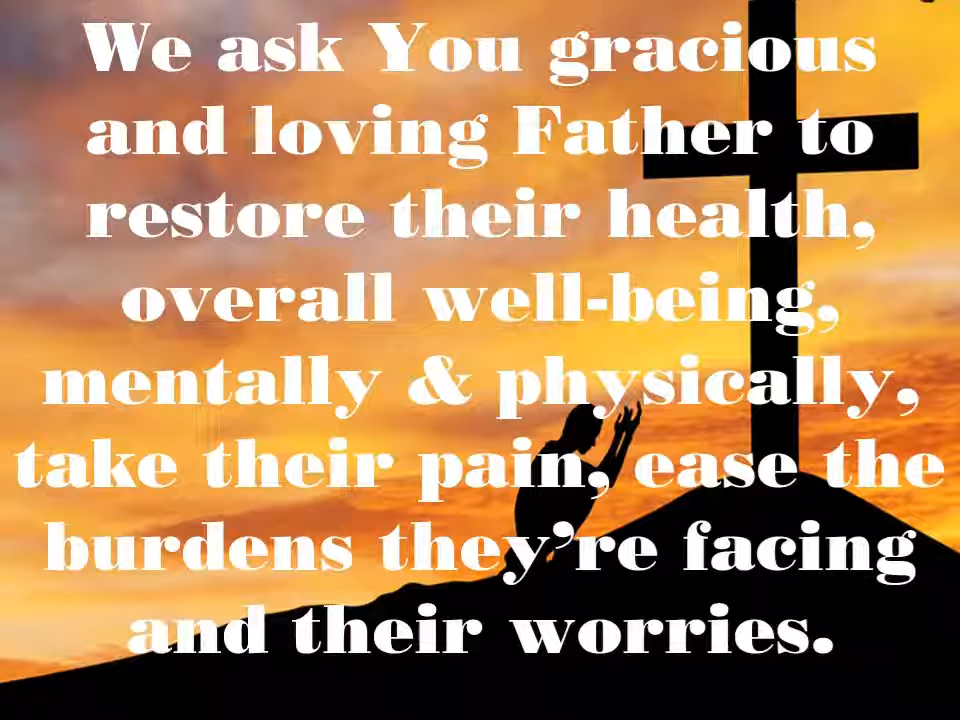 We ask You gracious
and loving Father to
restore their health,
overall well-being,
mentally & physically,
take their pain, ease the
burdens they’re facing
and their worries.